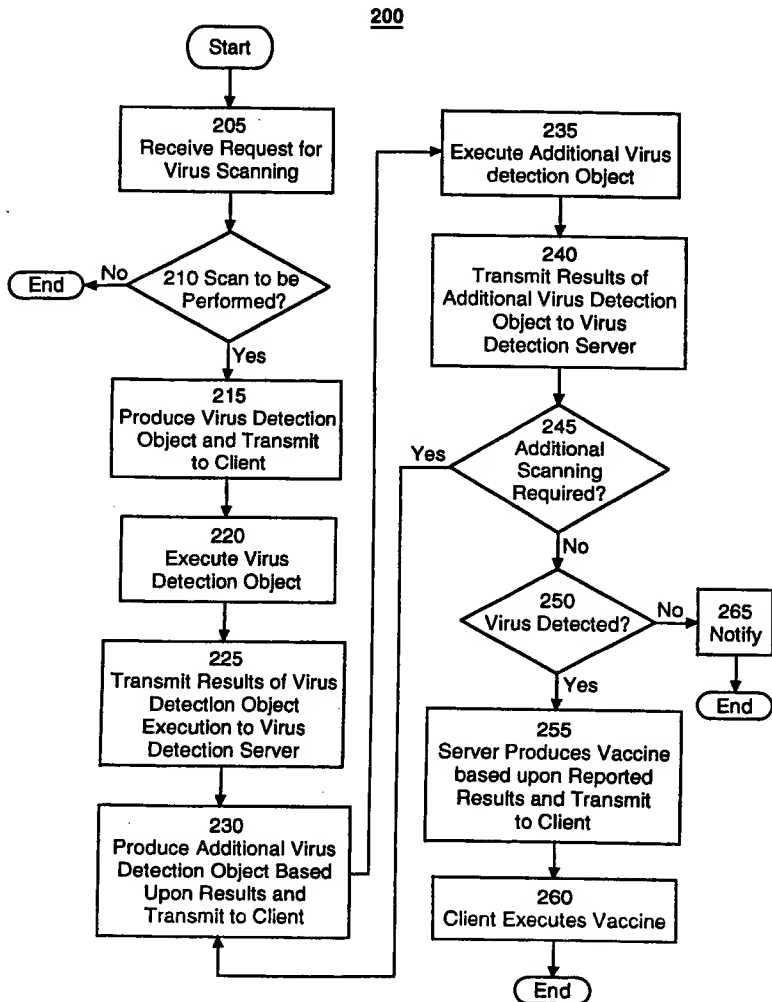 200
Start
205
Receive Request for
Virus Scanning
210 Scan to be
Performed?
No
End
Yes
215
Produce Virus Detection
Object and Transmit
to Client
220
Execute Virus
Detection Object
225
Transmit Results of Virus
Detection Object
Execution to Virus
Detection Server
230
Produce Additional Virus
Detection Object Based
Upon Results and
Transmit to Client
235
Execute Additional Virus
detection Object
240
Transmit Results of
Additional Virus Detection
Object to Virus
Detection Server
245
Additional
Scanning
Required?
Yes
No
250
Virus Detected?
No
265
Notify
End
Yes
255
Server Produces Vaccine
based upon Reported
Results and Transmit
to Client
260
Client Executes Vaccine
End